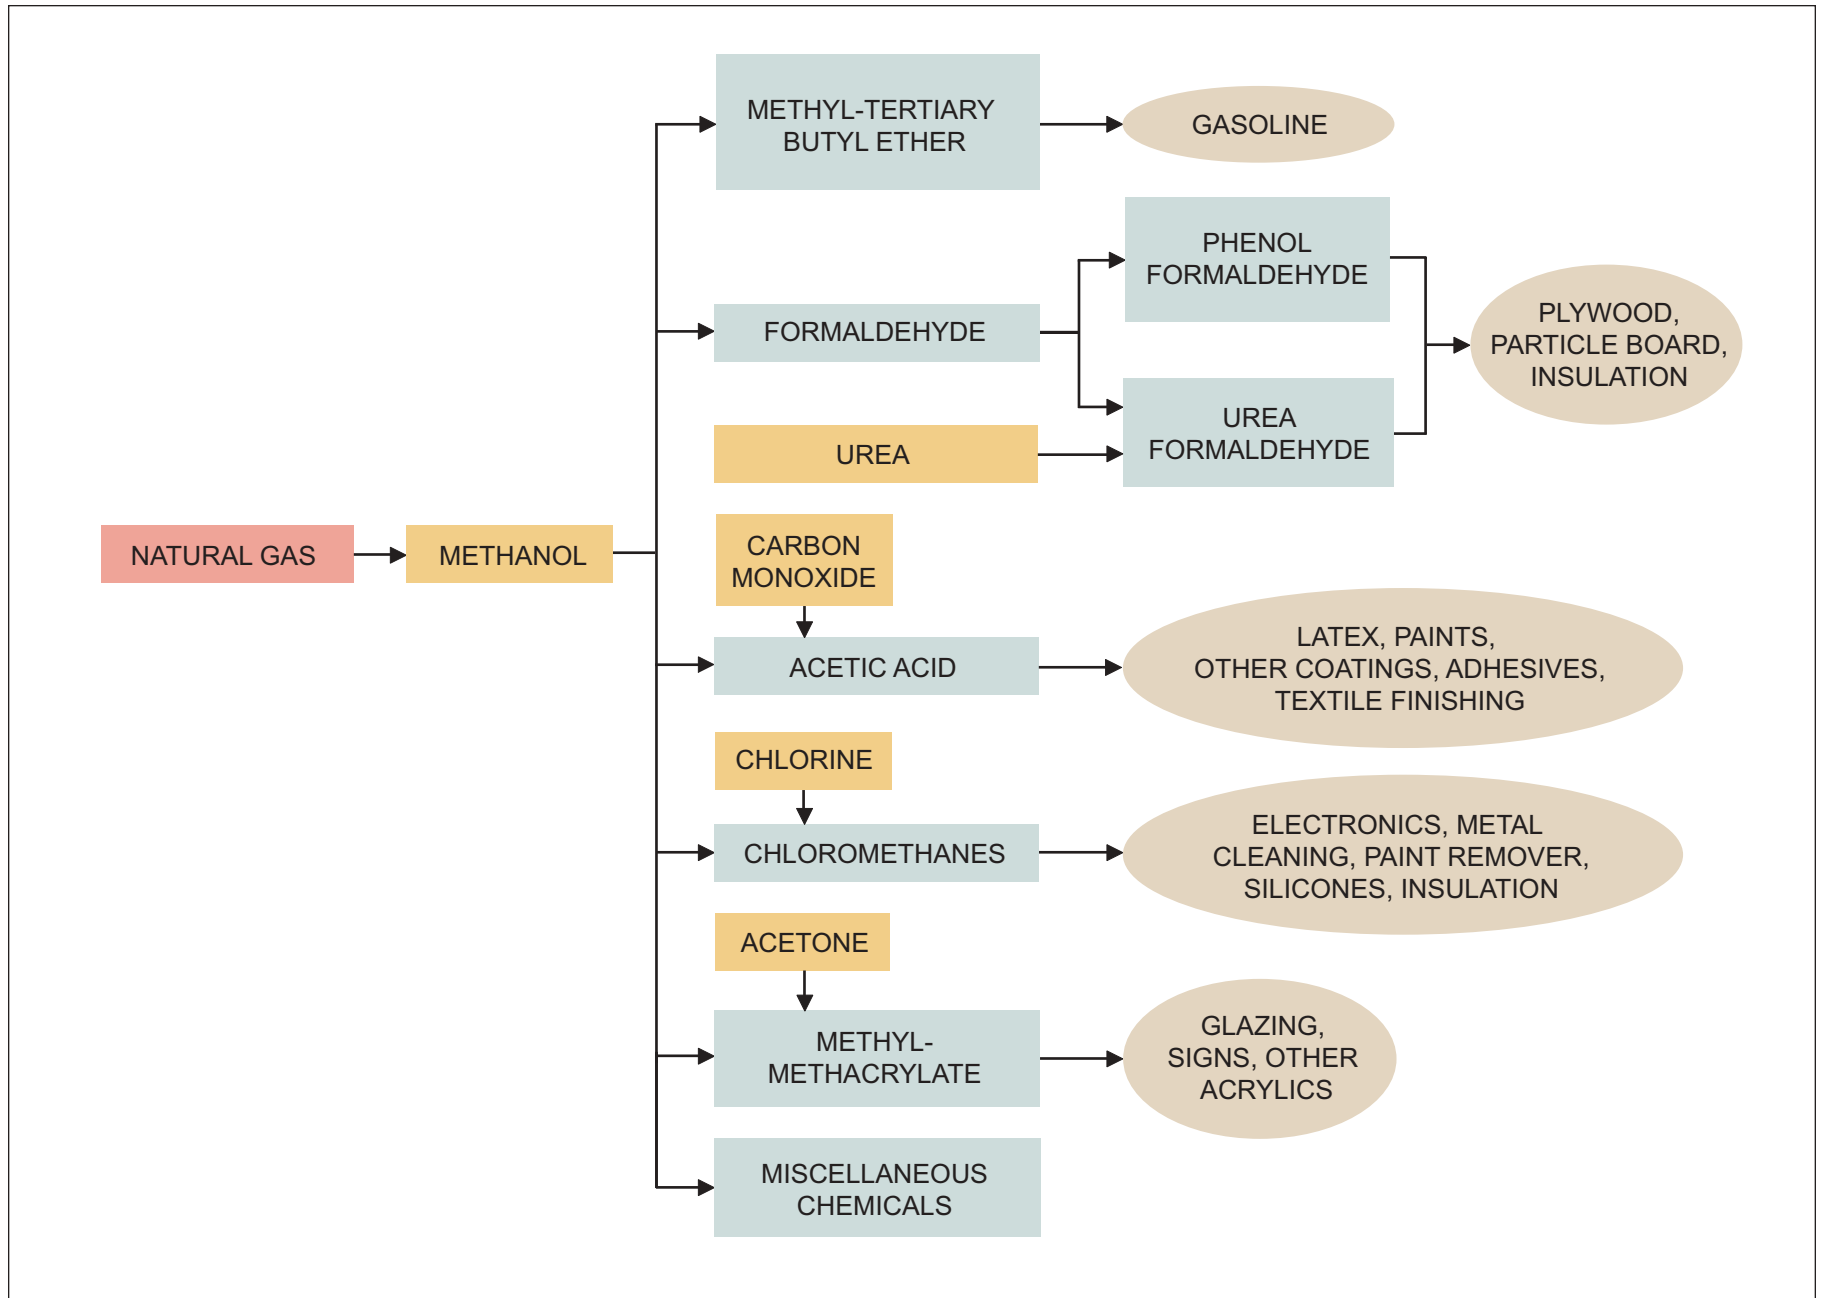 METHYL-TERTIARY
BUTYL ETHER
GASOLINE
PHENOL
FORMALDEHYDE
FORMALDEHYDE
PLYWOOD,
PARTICLE BOARD,
INSULATION
UREA
FORMALDEHYDE
UREA
NATURAL GAS
METHANOL
CARBON
MONOXIDE
ACETIC ACID
LATEX, PAINTS,
OTHER COATINGS, ADHESIVES,
TEXTILE FINISHING
CHLORINE
CHLOROMETHANES
ELECTRONICS, METAL
CLEANING, PAINT REMOVER,
SILICONES, INSULATION
ACETONE
METHYL-
METHACRYLATE
GLAZING,
SIGNS, OTHER
ACRYLICS
MISCELLANEOUS
CHEMICALS